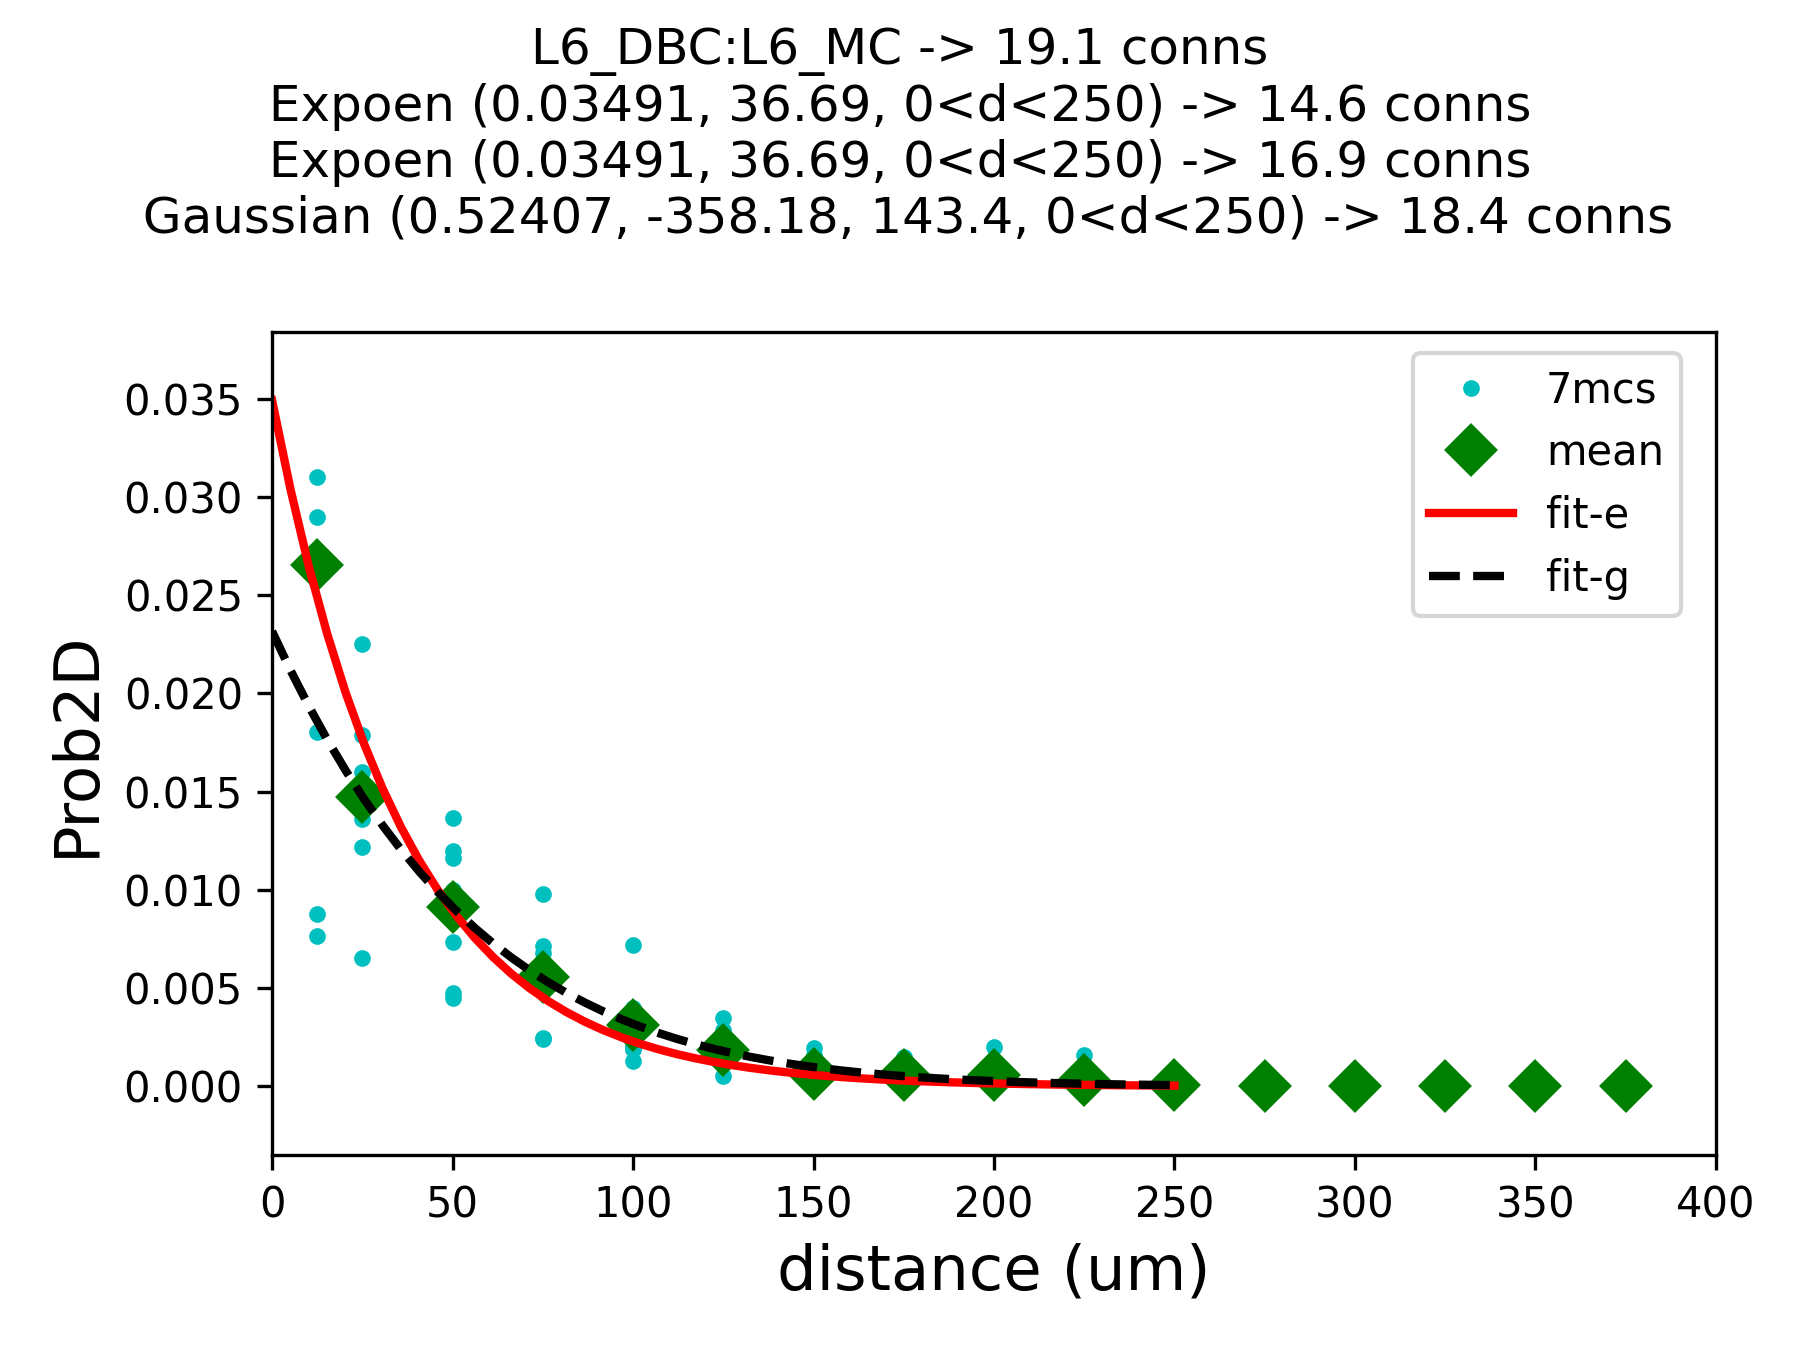 L6_DBC:L6_MC -> 19.1 conns
Expoen (0.03491, 36.69, 0<d<250) -> 14.6 conns
Expoen (0.03491, 36.69, 0<d<250) -> 16.9 conns
Gaussian (0.52407, -358.18, 143.4, 0<d<250) -> 18.4 conns
7mcs
mean
fit-e
fit-g
Prob2D
0.035
0.030
0.025
0.020
0.015
0.010
0.005
0.000
0 50 100 150 200 250 300 350 400
distance (um)